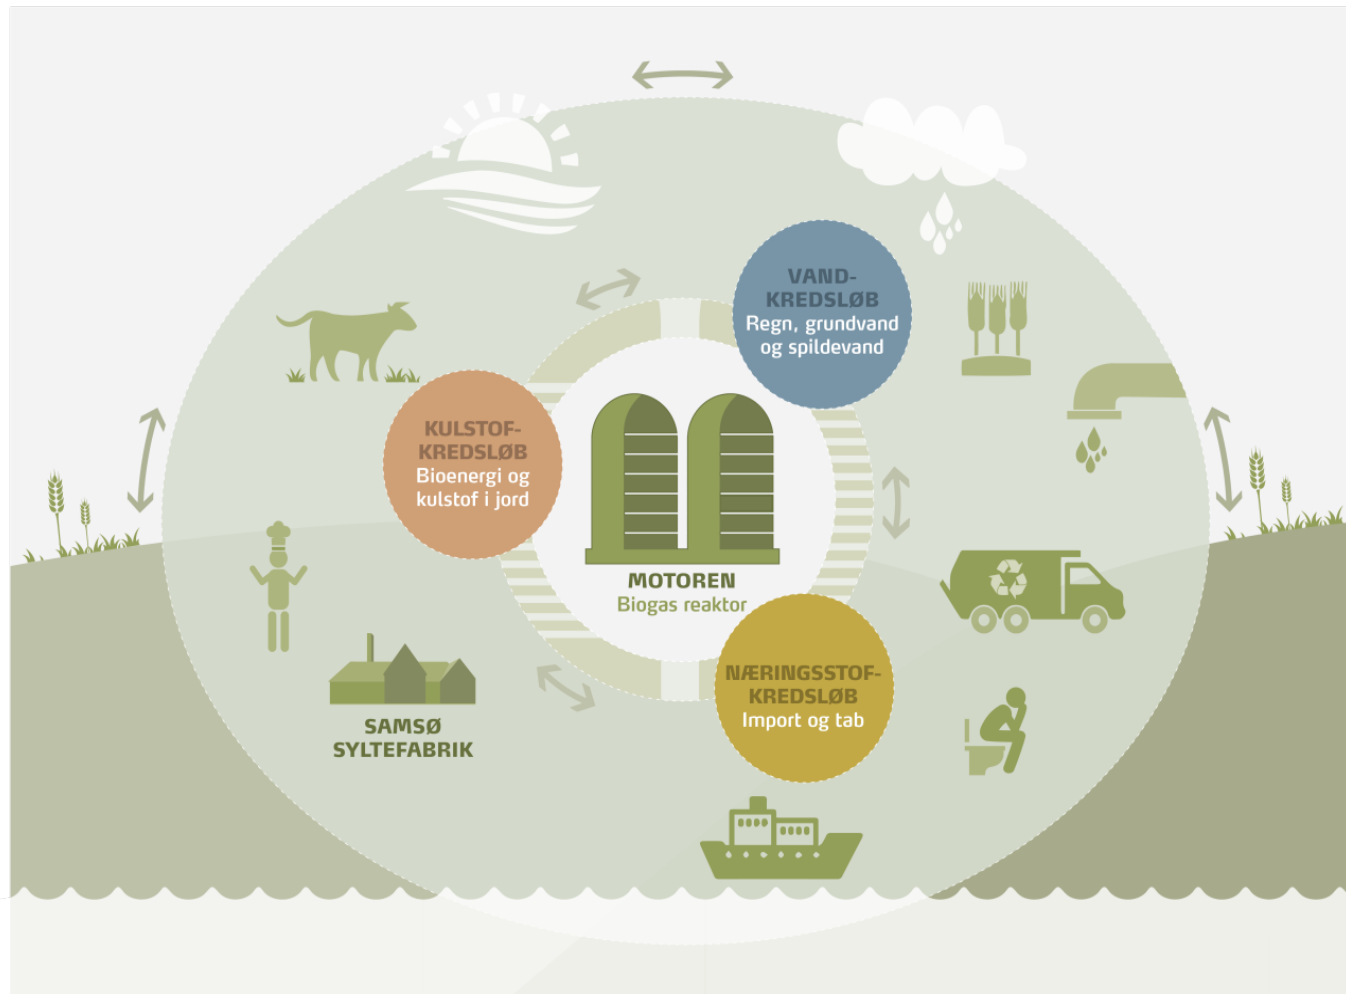 VAND-
KREDSLØB
Regn, grundvand
og spildevand
KULSTOF-
KREDSLØB
Bioenergi og
kulstof i jord
MOTOREN
Biogas reaktor
NÆRINGSSTOF-
KREDSLØB
Import og tab
SAMSØ
SYLTEFABRIK